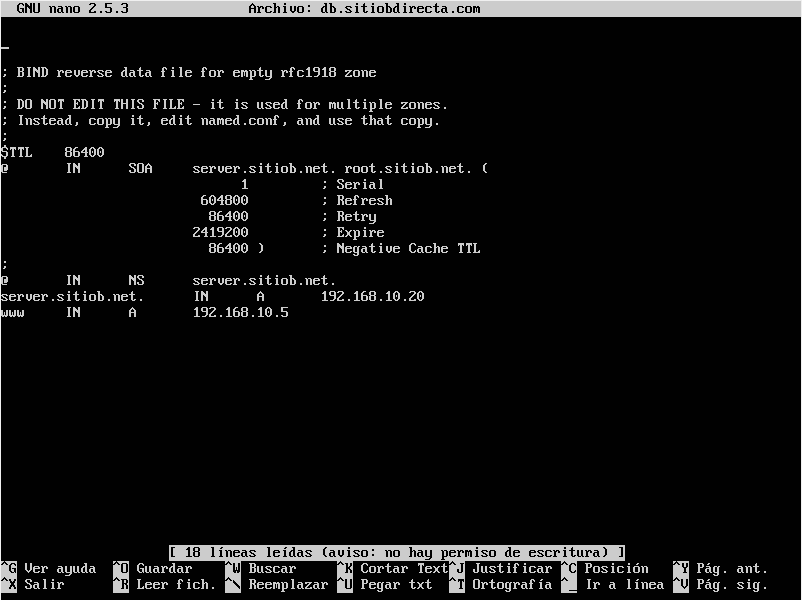 GNU nano 2.5.3 Archivo: db.sitiobdirecta.com
; BIND reverse data file for empty rfc1918 zone
;
; DO NOT EDIT THIS FILE - it is used for multiple zones.
; Instead, copy it, edit named.conf, and use that copy.
;
$TTL 86400
@ IN SOA server.sitiob.net. root.sitiob.net. (
1 ; Serial
604800 ; Refresh
86400 ; Retry
2419200 ; Expire
86400 ) ; Negative Cache TTL
;
@ IN NS server.sitiob.net.
server.sitiob.net. IN A 192.168.10.20
www IN A 192.168.10.5
[ 18 líneas leídas (aviso: no hay permiso de escritura) ]
^G Ver ayuda ^O Guardar ^W Buscar ^K Cortar Text ^J Justificar ^C Posición ^Y Pág. ant.
^X Salir ^R Leer fich. ^\ Reemplazar ^U Pegar txt ^T Ortografía ^_ Ir a línea ^V Pág. sig.